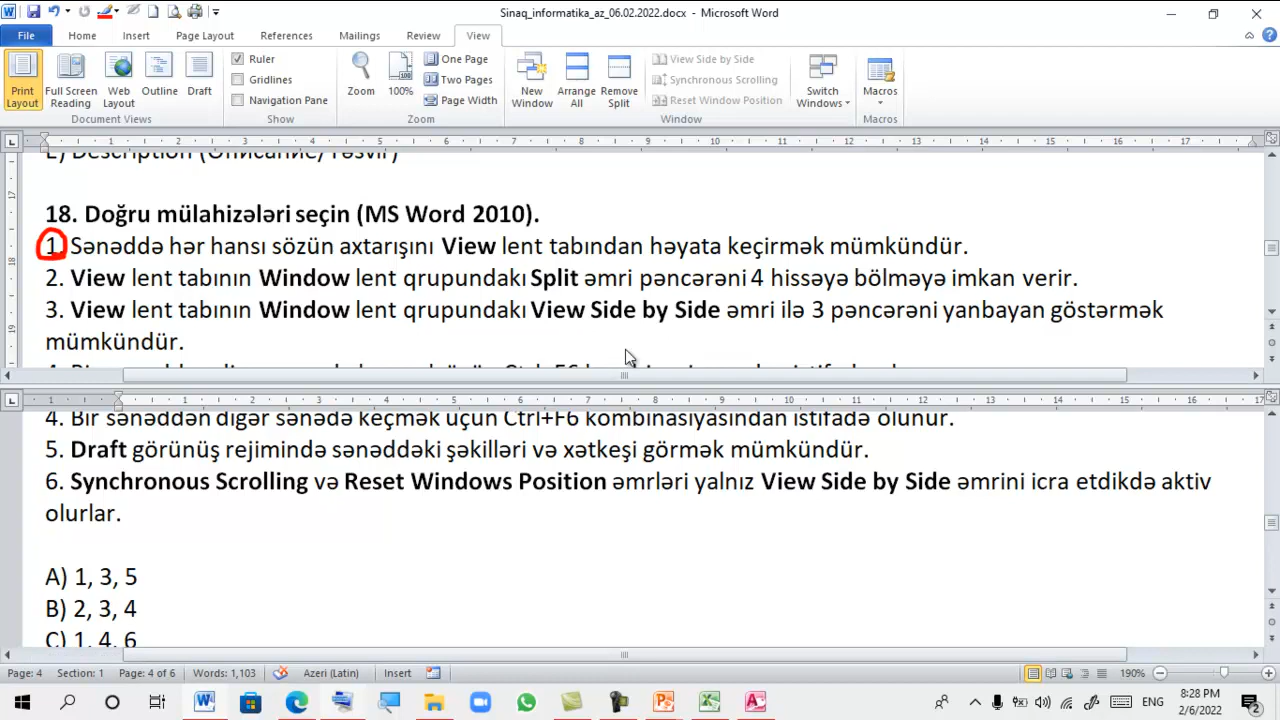 Sinaq_informatika_az_06.02.2022.docx - Microsoft Word
File Home Insert Page Layout References Mailings Review View
Print Layout
Full Screen Reading
Web Layout
Outline
Draft
Document Views
Ruler
Gridlines
Navigation Pane
Show
Zoom
100%
One Page
Two Pages
Page Width
Zoom
New Window
Arrange All
Remove Split
View Side by Side
Synchronous Scrolling
Reset Window Position
Switch Windows
Window
Macros
Macros
E) Description (Описание/Təsvir)
18. Doğru mülahizələri seçin (MS Word 2010).
1. Sənəddə hər hansı sözün axtarışını View lent tabından həyata keçirmək mümkündür.
2. View lent tabının Window lent qrupundakı Split əmri pəncərəni 4 hissəyə bölməyə imkan verir.
3. View lent tabının Window lent qrupundakı View Side by Side əmri ilə 3 pəncərəni yanbayan göstərmək
mümkündür.
4. Bir sənəddən digər sənədə keçmək üçün Ctrl+F6 kombinasiyasından istifadə olunur.
5. Draft görünüş rejimində sənəddəki şəkilləri və xətkeşi görmək mümkündür.
6. Synchronous Scrolling və Reset Windows Position əmrləri yalnız View Side by Side əmrini icra etdikdə aktiv
olurlar.
A) 1, 3, 5
B) 2, 3, 4
C) 1, 4, 6
Page: 4 Section: 1 Page: 4 of 6 Words: 1,103 Azeri (Latin) Insert 190%
ENG
8:28 PM
2/6/2022